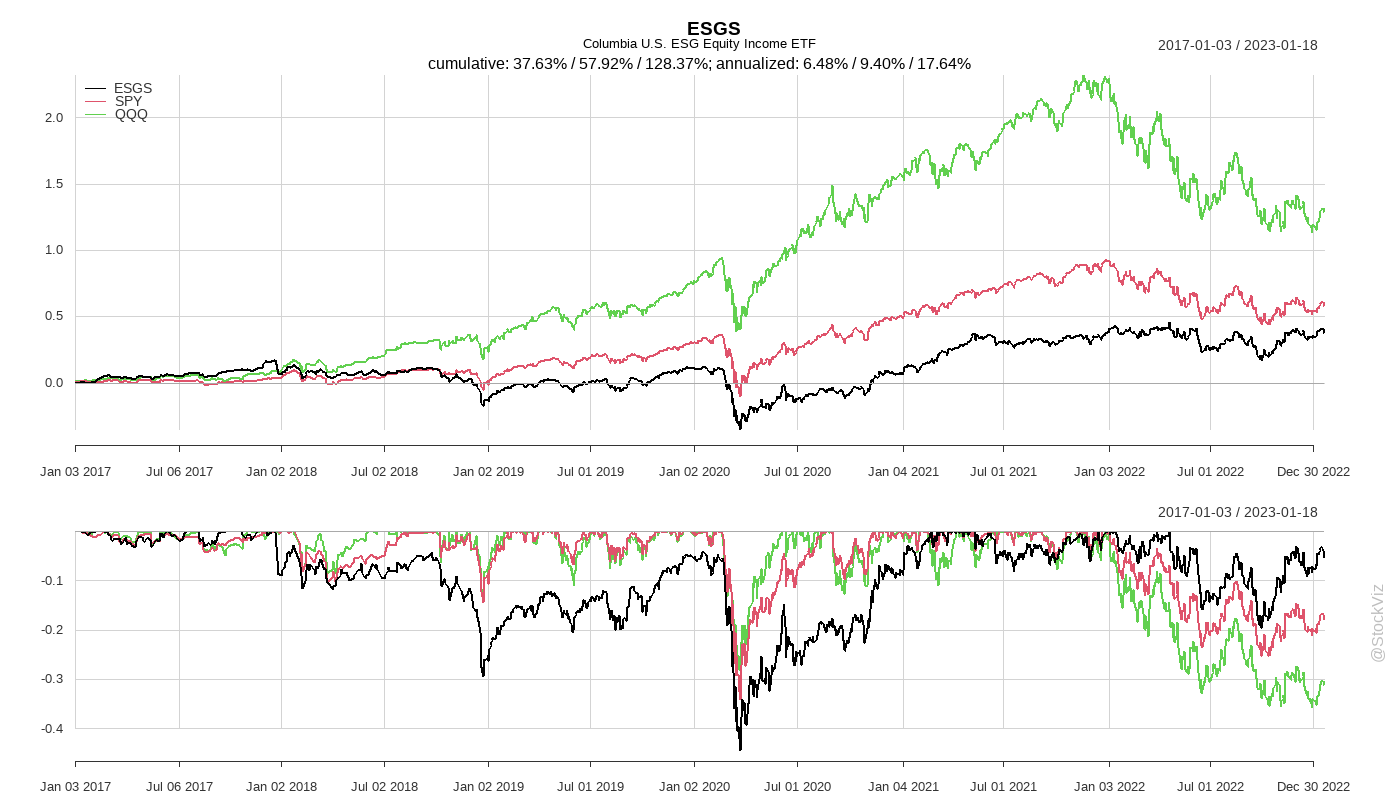 ESGS
Columbia U.S. ESG Equity Income ETF
2017-01-03 / 2023-01-18
cumulative: 37.63% / 57.92% / 128.37%; annualized: 6.48% / 9.40% / 17.64%
ESGS
SPY
QQQ
2.0
1.5
1.0
0.5
0.0
Jan 03 2017 Jul 06 2017 Jan 02 2018 Jul 02 2018 Jan 02 2019 Jul 01 2019 Jan 02 2020 Jul 01 2020 Jan 04 2021 Jul 01 2021 Jan 03 2022 Jul 01 2022 Dec 30 2022
2017-01-03 / 2023-01-18
-0.1
-0.2
-0.3
-0.4
Jan 03 2017 Jul 06 2017 Jan 02 2018 Jul 02 2018 Jan 02 2019 Jul 01 2019 Jan 02 2020 Jul 01 2020 Jan 04 2021 Jul 01 2021 Jan 03 2022 Jul 01 2022 Dec 30 2022
@StockViz